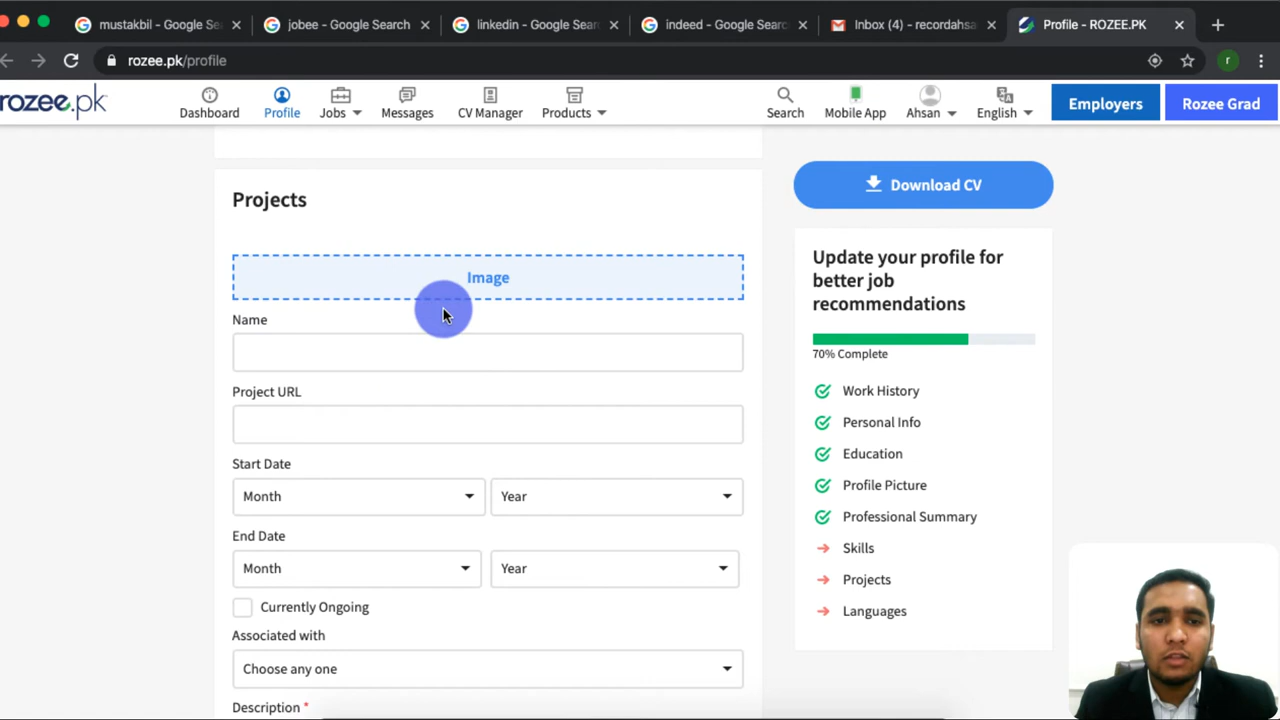 mustakbil - Google Se
jobee - Google Search
linkedin - Google Sear
indeed - Google Searc
Inbox (4) - recordahsa
Profile - ROZEE.PK
rozee.pk/profile
r
rozee.pk
Dashboard
Profile
Jobs
Messages
CV Manager
Products
Search
Mobile App
Ahsan
English
Employers
Rozee Grad
Projects
Image
Name
Project URL
Start Date
Month
Year
End Date
Month
Year
Currently Ongoing
Associated with
Choose any one
Description *
Download CV
Update your profile for
better job
recommendations
70% Complete
Work History
Personal Info
Education
Profile Picture
Professional Summary
Skills
Projects
Languages